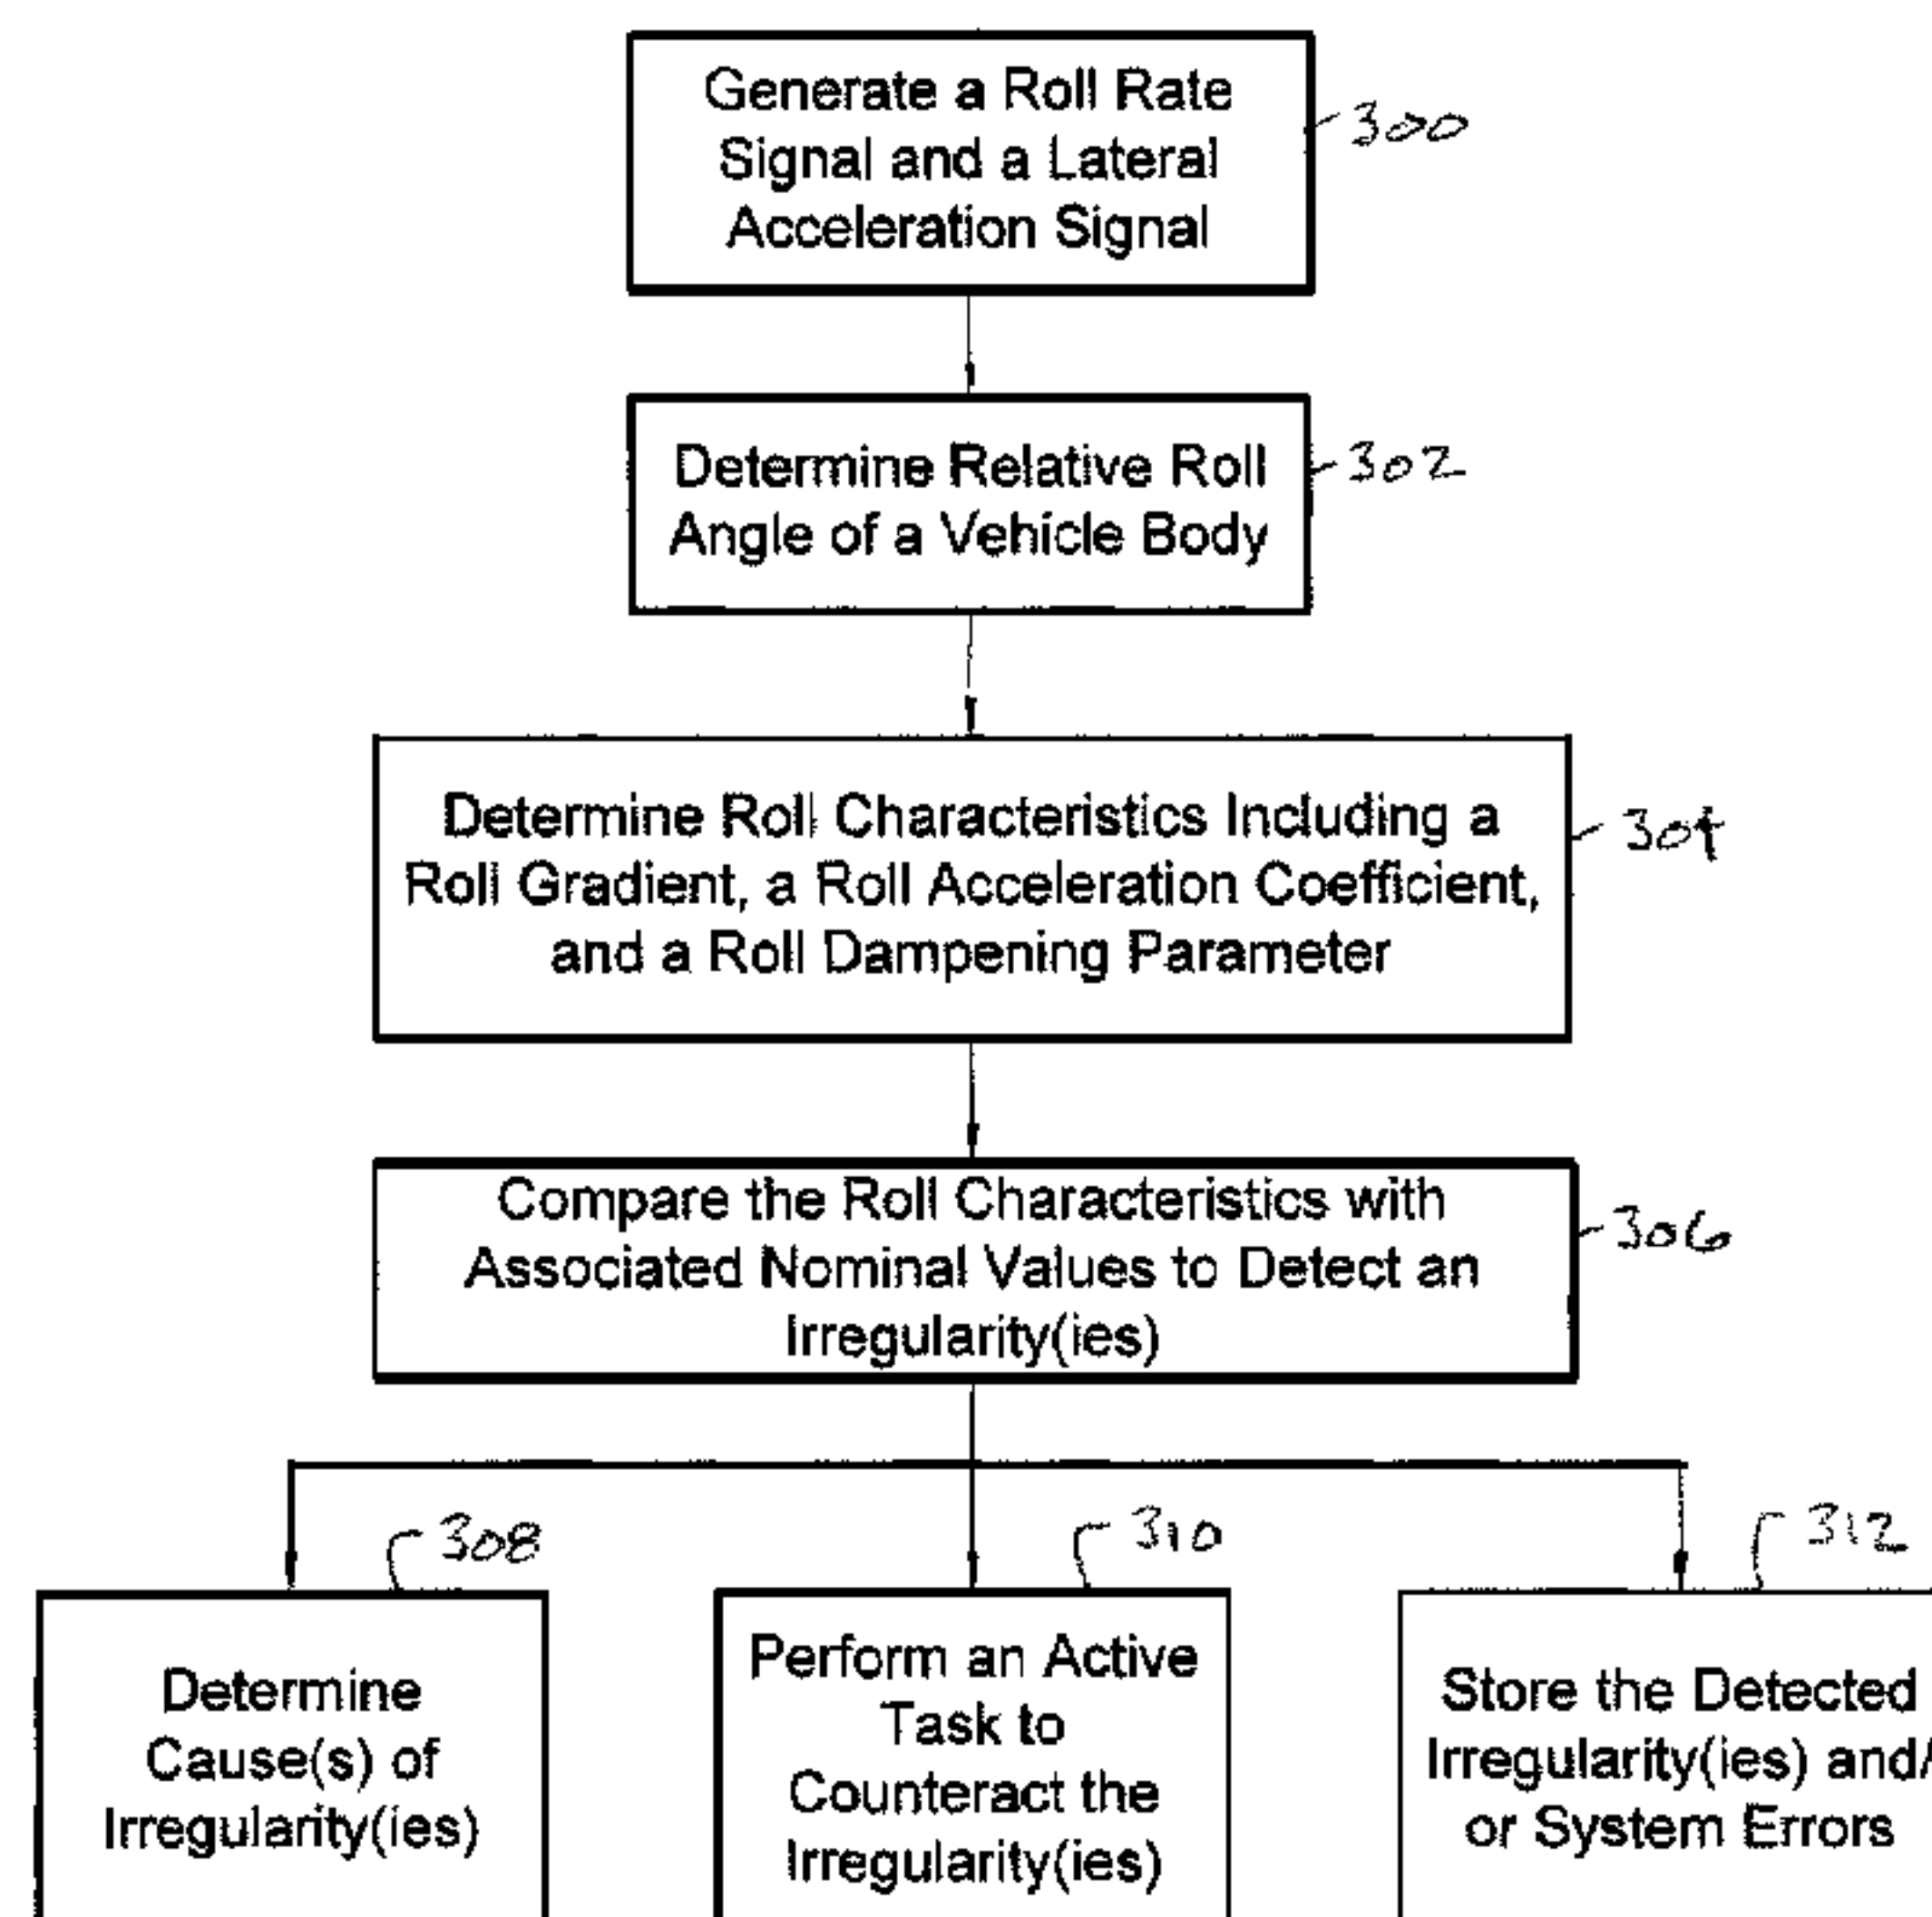 Generate a Roll Rate
Signal and a Lateral
Acceleration Signal
300
Determine Relative Roll
Angle of a Vehicle Body
302
Determine Roll Characteristics Including a
Roll Gradient, a Roll Acceleration Coefficient,
and a Roll Dampening Parameter
304
Compare the Roll Characteristics with
Associated Nominal Values to Detect an
Irregularity(ies)
306
308
Determine
Cause(s) of
Irregularity(ies)
310
Perform an Active
Task to
Counteract the
Irregularity(ies)
312
Store the Detected
Irregularity(ies) and/
or System Errors